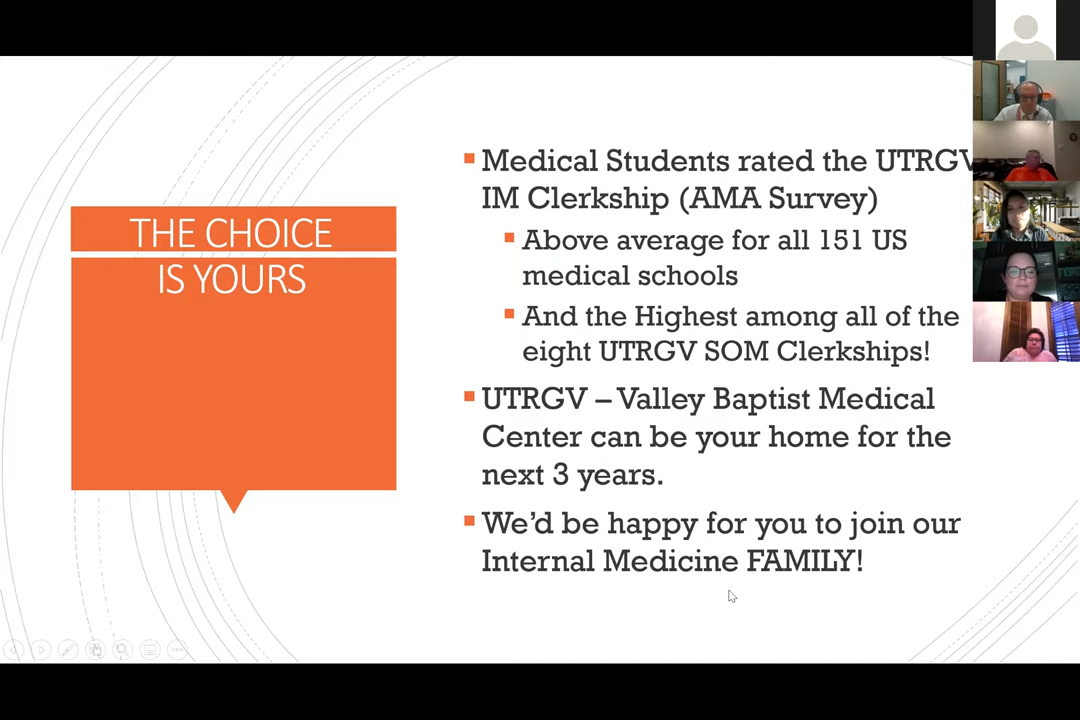 THE CHOICE
IS YOURS
Medical Students rated the UTRGV
IM Clerkship (AMA Survey)
Above average for all 151 US
medical schools
And the Highest among all of the
eight UTRGV SOM Clerkships!
UTRGV – Valley Baptist Medical
Center can be your home for the
next 3 years.
We’d be happy for you to join our
Internal Medicine FAMILY!